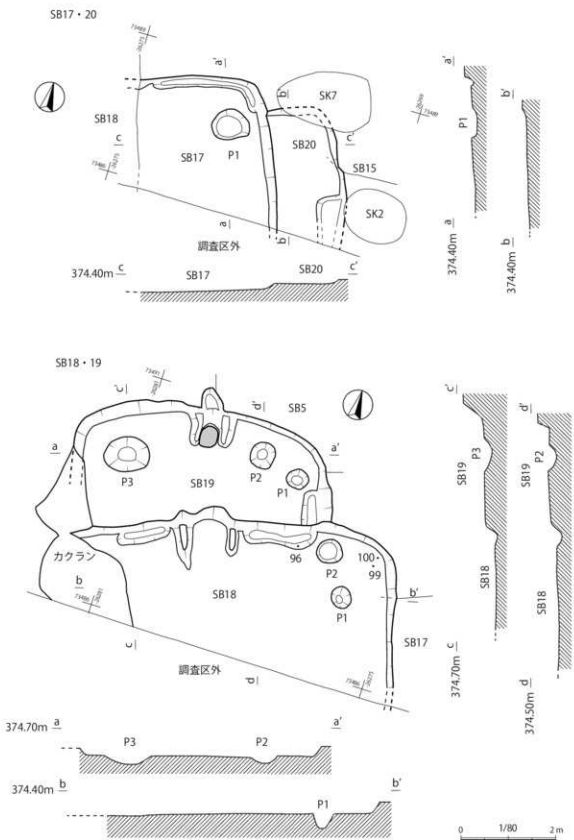 SB17・20
a'
a'
SK7
b'
b'
SB18
c
SB17
P1
SB20
c'
SB15
P1
SK2
a
b
調査区外
a
374.40m
b
374.40m
374.40m c
SB17
SB20
c'
SB18・19
c'
d'
SB5
c'
d'
a
a'
P3
P2
P1
SB19
SB19
P3
SB19
P2
カクラン
96
P2
100
99
b
b'
SB18
P1
SB18
SB18
SB17
c
調査区外
d
c
374.70m
d
374.50m
374.70m a
P3
P2
a'
374.40m b
P1
b'
0
1/80
2 m